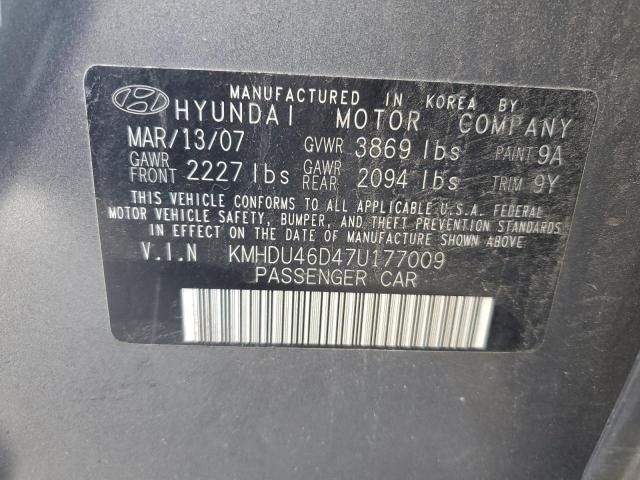 MANUFACTURED IN KOREA BY
HYUNDAI MOTOR COMPANY
MAR/13/07 GVWR 3869 lbs PAINT 9A
GAWR FRONT 2227 lbs GAWR REAR 2094 lbs TRIM 9Y
THIS VEHICLE CONFORMS TO ALL APPLICABLE U.S.A. FEDERAL
MOTOR VEHICLE SAFETY, BUMPER, AND THEFT PREVENTION STANDARDS
IN EFFECT ON THE DATE OF MANUFACTURE SHOWN ABOVE.
V.I.N KMHDU46D47U177009
PASSENGER CAR